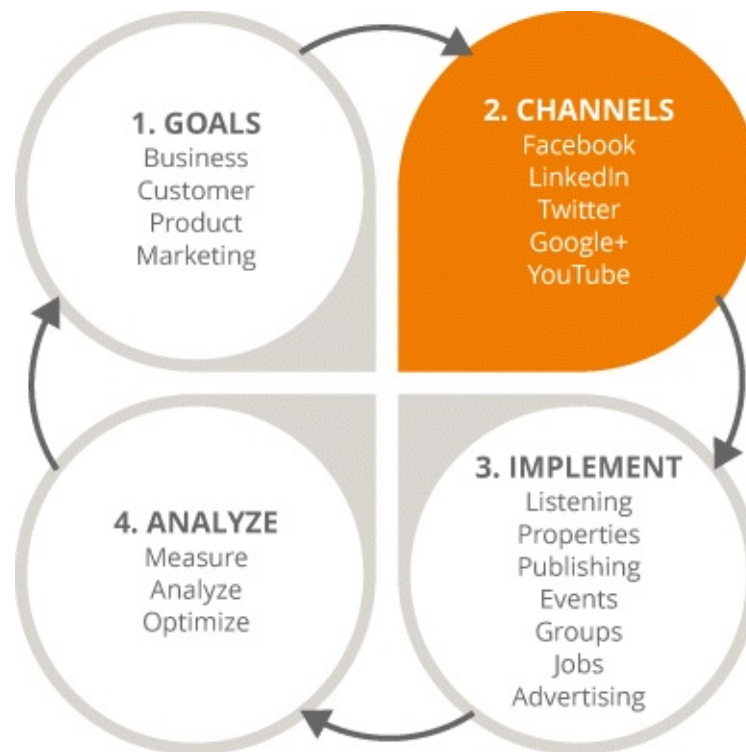 1. GOALS
Business
Customer
Product
Marketing
2. CHANNELS
Facebook
LinkedIn
Twitter
Google+
YouTube
3. IMPLEMENT
Listening
Properties
Publishing
Events
Groups
Jobs
Advertising
4. ANALYZE
Measure
Analyze
Optimize